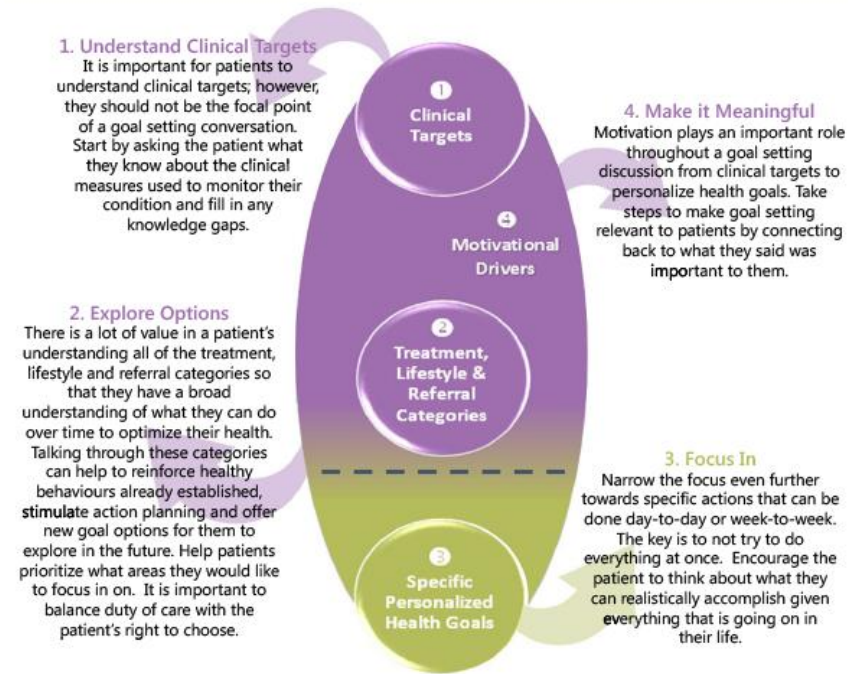 1. Understand Clinical Targets
It is important for patients to
understand clinical targets; however,
they should not be the focal point
of a goal setting conversation.
Start by asking the patient what
they know about the clinical
measures used to monitor their
condition and fill in any
knowledge gaps.
1
Clinical
Targets
4. Make it Meaningful
Motivation plays an important role
throughout a goal setting
discussion from clinical targets to
personalize health goals. Take
steps to make goal setting
relevant to patients by connecting
back to what they said was
important to them.
4
Motivational
Drivers
2. Explore Options
There is a lot of value in a patient's
understanding all of the treatment,
lifestyle and referral categories so
that they have a broad
understanding of what they can do
over time to optimize their health.
Talking through these categories
can help to reinforce healthy
behaviours already established,
stimulate action planning and offer
new goal options for them to
explore in the future. Help patients
prioritize what areas they would like
to focus in on. It is important to
balance duty of care with the
patient's right to choose.
2
Treatment,
Lifestyle &
Referral
Categories
3. Focus In
Narrow the focus even further
towards specific actions that can be
done day-to-day or week-to-week.
The key is to not try to do
everything at once. Encourage the
patient to think about what they
can realistically accomplish given
everything that is going on in
their life.
3
Specific
Personalized
Health Goals